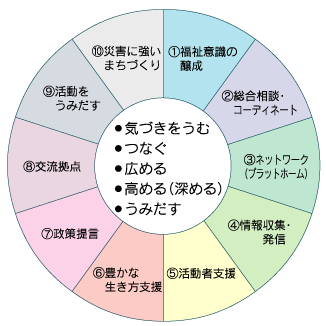 ①福祉意識の
醸成
②総合相談・
コーディネート
③ネットワーク
(プラットホーム)
④情報収集・
発信
⑤活動者支援
⑥豊かな
生き方支援
⑦政策提言
⑧交流拠点
⑨活動を
うみだす
⑩災害に強い
まちづくり
●気づきをうむ
●つなぐ
●広める
●高める(深める)
●うみだす